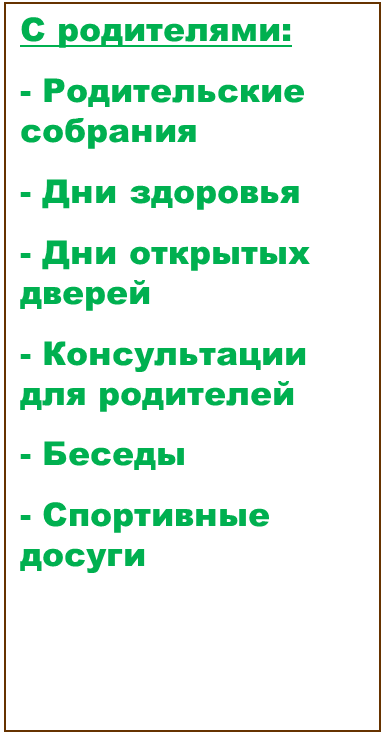 С родителями:
- Родительские
собрания
- Дни здоровья
- Дни открытых
дверей
- Консультации
для родителей
- Беседы
- Спортивные
досуги